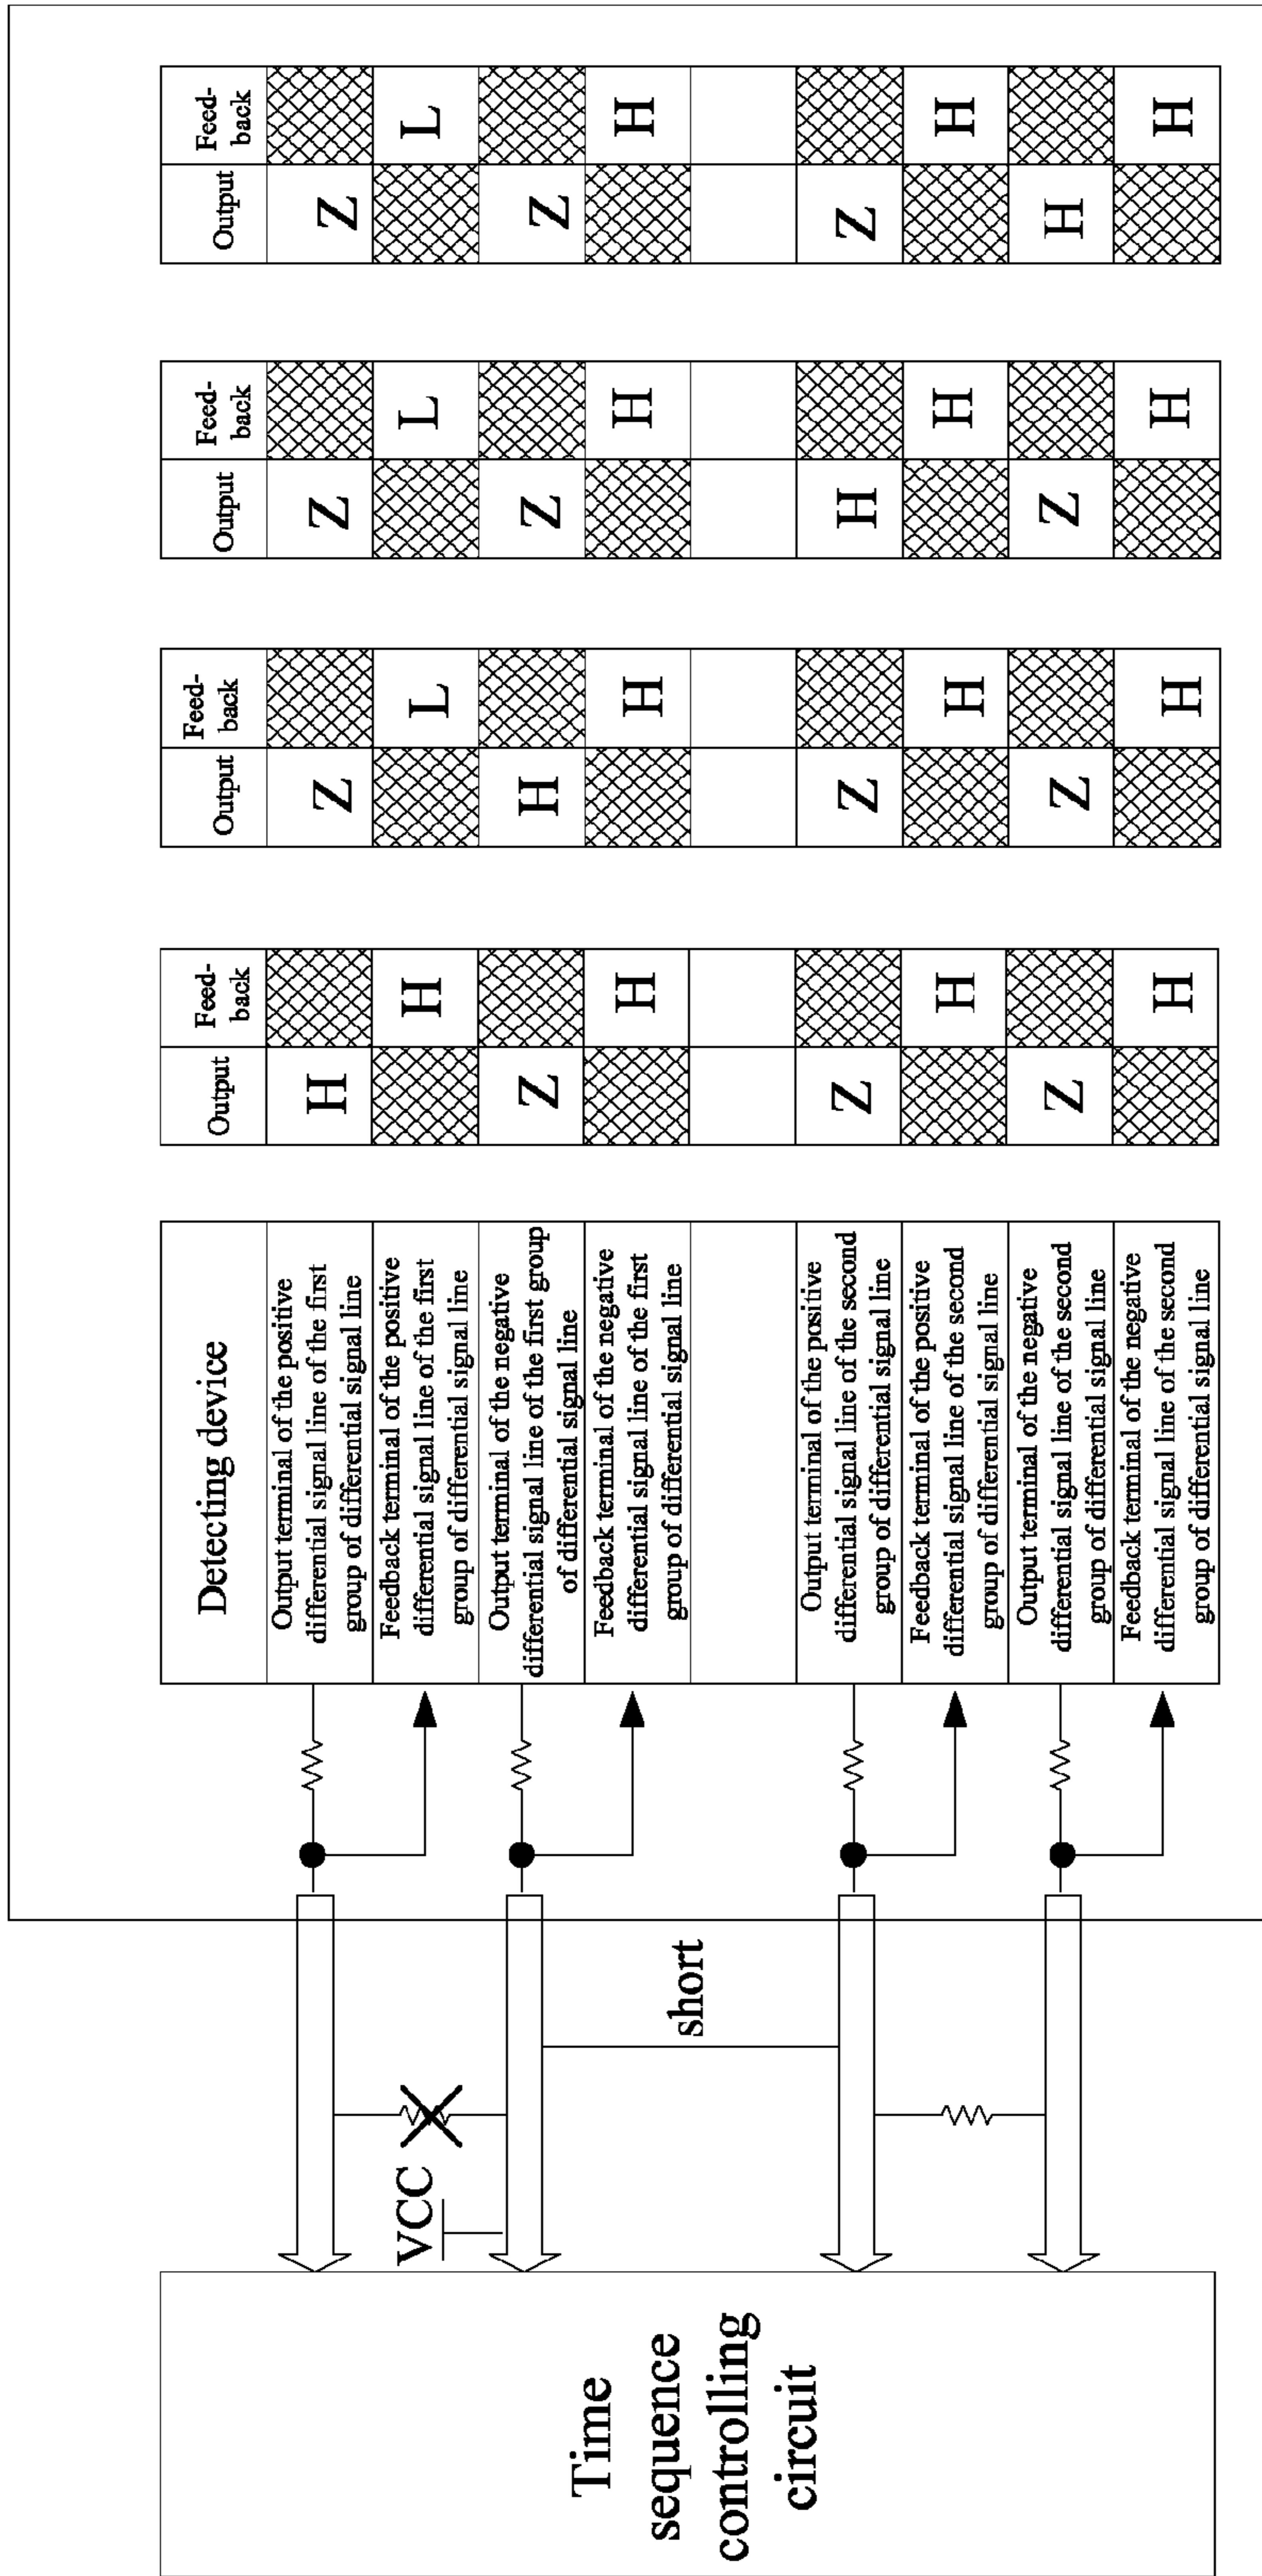 Time
sequence
controlling
circuit
VCC
short
Detecting device
Output terminal of the positive
differential signal line of the first
group of differential signal line
Feedback terminal of the positive
differential signal line of the first
group of differential signal line
Output terminal of the negative
differential signal line of the first group
of differential signal line
Feedback terminal of the negative
differential signal line of the first
group of differential signal line
Output terminal of the positive
differential signal line of the second
group of differential signal line
Feedback terminal of the positive
differential signal line of the second
group of differential signal line
Output terminal of the negative
differential signal line of the second
group of differential signal line
Feedback terminal of the negative
differential signal line of the second
group of differential signal line
Output
Feed-
back
H
H
Z
H
Z
H
Z
H
Output
Feed-
back
Z
L
H
H
Z
H
Z
H
Output
Feed-
back
Z
L
Z
H
H
H
Z
H
Output
Feed-
back
Z
L
Z
H
Z
H
H
H